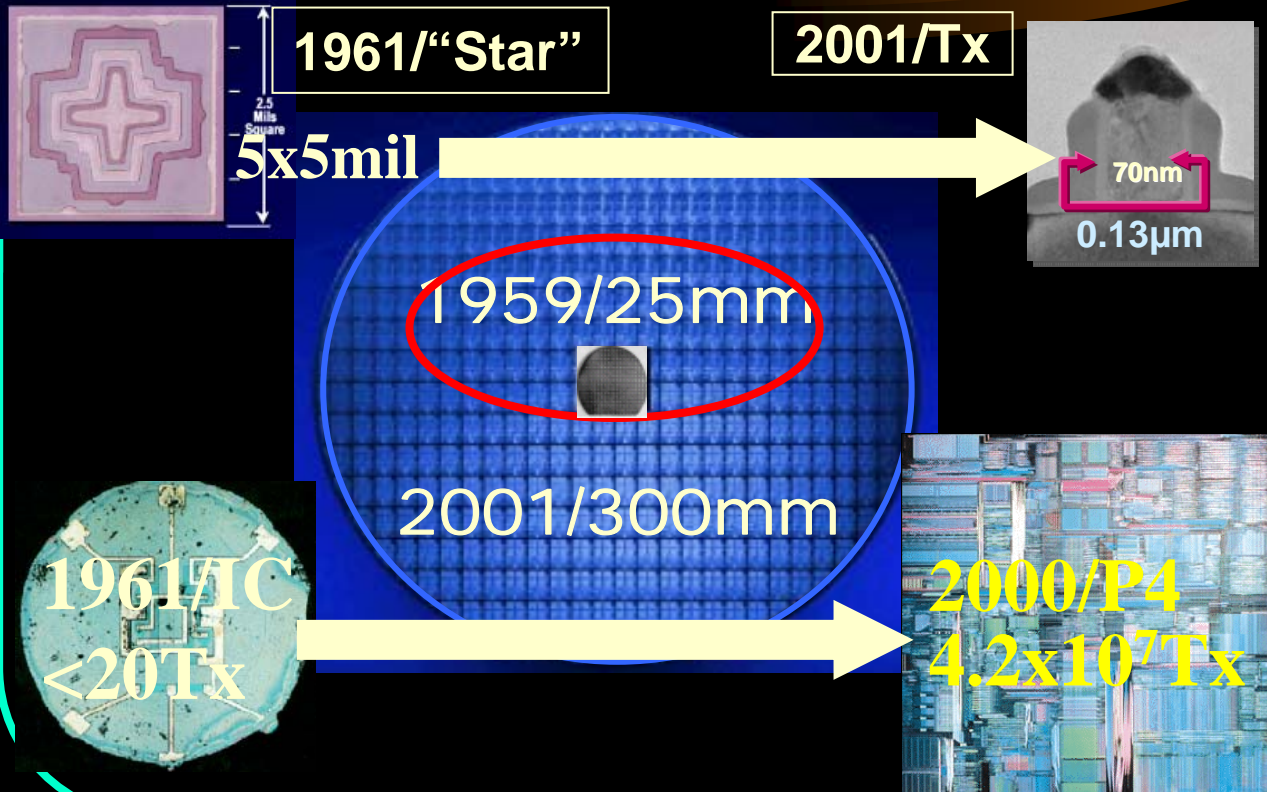 1961/“Star”
2001/Tx
2.5
Mils
Square
5x5mil
70nm
0.13µm
1959/25mm
2001/300mm
1961/IC
<20Tx
2000/P4
4.2x10⁷Tx